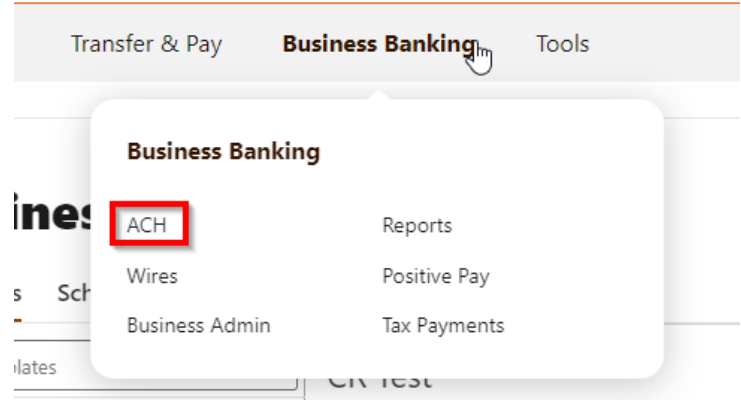 Transfer & Pay Business Banking Tools
Business Banking
ACH Reports
Wires Positive Pay
Business Admin Tax Payments